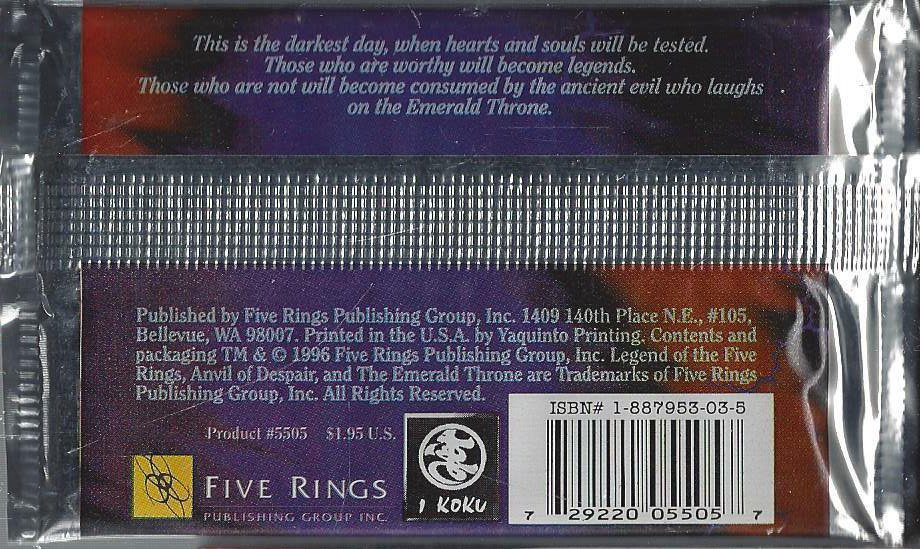 This is the darkest day, when hearts and souls will be tested.
Those who are worthy will become legends.
Those who are not will become consumed by the ancient evil who laughs
on the Emerald Throne.
Published by Five Rings Publishing Group, Inc. 1409 140th Place N.E., #105,
Bellevue, WA 98007. Printed in the U.S.A. by Yaquinto Printing. Contents and
packaging TM & © 1996 Five Rings Publishing Group, Inc. Legend of the Five
Rings, Anvil of Despair, and The Emerald Throne are Trademarks of Five Rings
Publishing Group, Inc. All Rights Reserved.
Product #5505 $1.95 U.S.
FIVE RINGS
PUBLISHING GROUP INC.
1 KOKU
ISBN# 1-887953-03-5
7 29220 05505 7